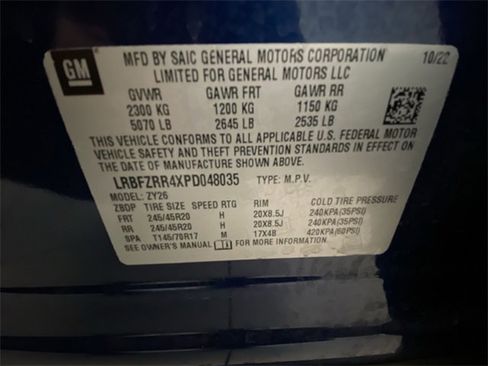 GM
MFD BY SAIC GENERAL MOTORS CORPORATION 10/22
LIMITED FOR GENERAL MOTORS LLC
GVWR GAWR FRT GAWR RR
2300 KG 1200 KG 1150 KG
5070 LB 2645 LB 2535 LB
THIS VEHICLE CONFORMS TO ALL APPLICABLE U.S. FEDERAL MOTOR
VEHICLE SAFETY AND THEFT PREVENTION STANDARDS IN EFFECT ON
THE DATE OF MANUFACTURE SHOWN ABOVE.
LRBFZRR4XPD048035 TYPE: M.P.V.
MODEL: ZY26
ZBDP TIRE SIZE SPEED RTG RIM COLD TIRE PRESSURE
FRT 245/45R20 H 20X8.5J 240KPA(35PSI)
RR 245/45R20 H 20X8.5J 240KPA(35PSI)
SPA T145/70R17 M 17X4B 420KPA(60PSI)
SEE OWNER'S MANUAL FOR MORE INFORMATION